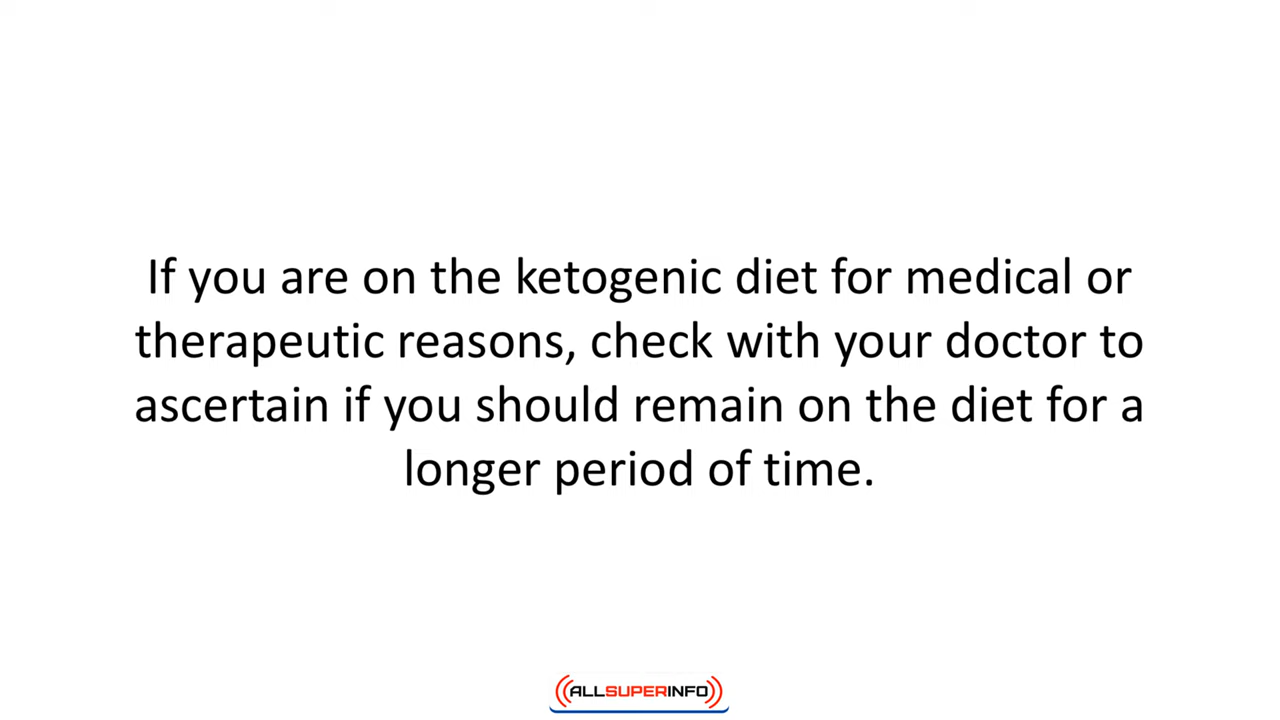 If you are on the ketogenic diet for medical or
therapeutic reasons, check with your doctor to
ascertain if you should remain on the diet for a
longer period of time.
ALLSUPERINFO